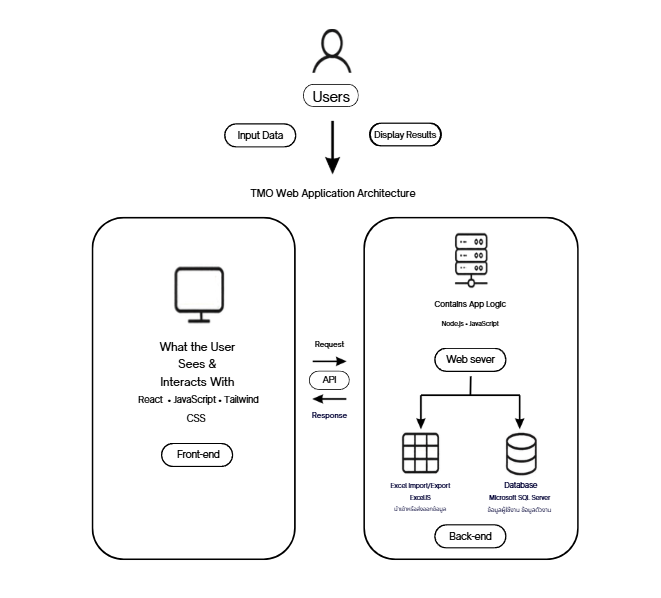 Users
Input Data
Display Results
TMO Web Application Architecture
What the User
Sees &
Interacts With
React • JavaScript • Tailwind
CSS
Front-end
Request
API
Response
Contains App Logic
Node.js • JavaScript
Web sever
Excel Import/Export
ExcelJS
นำเข้าหรือส่งออกข้อมูล
Database
Microsoft SQL Server
ข้อมูลผู้ใช้งาน ข้อมูลตัวงาน
Back-end